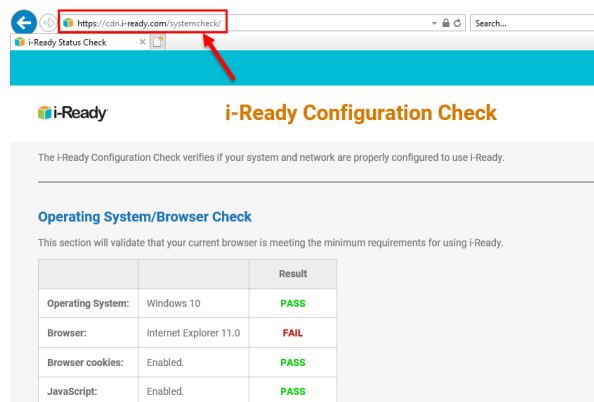 https://cdn.i-ready.com/systemcheck/
Search...
i-Ready Status Check
i-Ready
i-Ready Configuration Check
The i-Ready Configuration Check verifies if your system and network are properly configured to use i-Ready.
Operating System/Browser Check
This section will validate that your current browser is meeting the minimum requirements for using i-Ready.
Result
Operating System: Windows 10 PASS
Browser: Internet Explorer 11.0 FAIL
Browser cookies: Enabled. PASS
JavaScript: Enabled. PASS